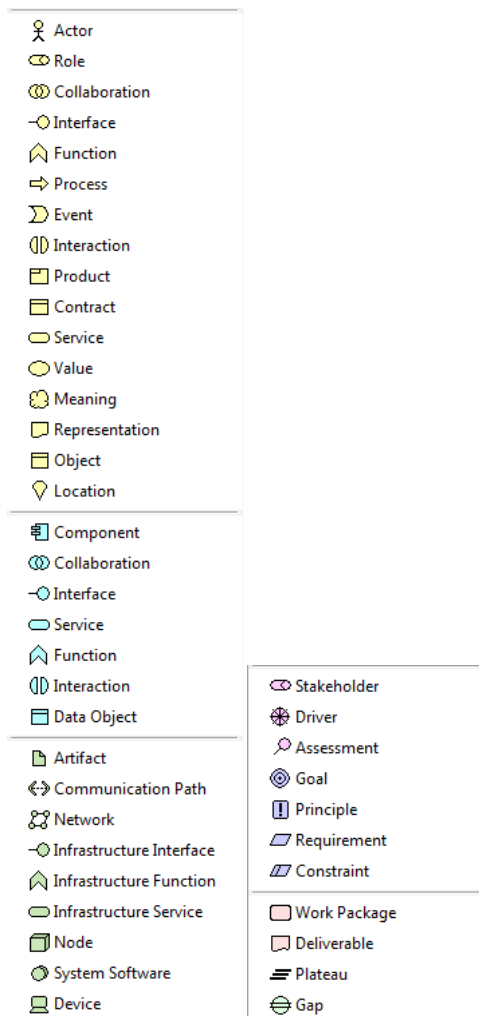 Actor
Role
Collaboration
Interface
Function
Process
Event
Interaction
Product
Contract
Service
Value
Meaning
Representation
Object
Location
Component
Collaboration
Interface
Service
Function
Interaction
Data Object
Artifact
Communication Path
Network
Infrastructure Interface
Infrastructure Function
Infrastructure Service
Node
System Software
Device
Stakeholder
Driver
Assessment
Goal
Principle
Requirement
Constraint
Work Package
Deliverable
Plateau
Gap